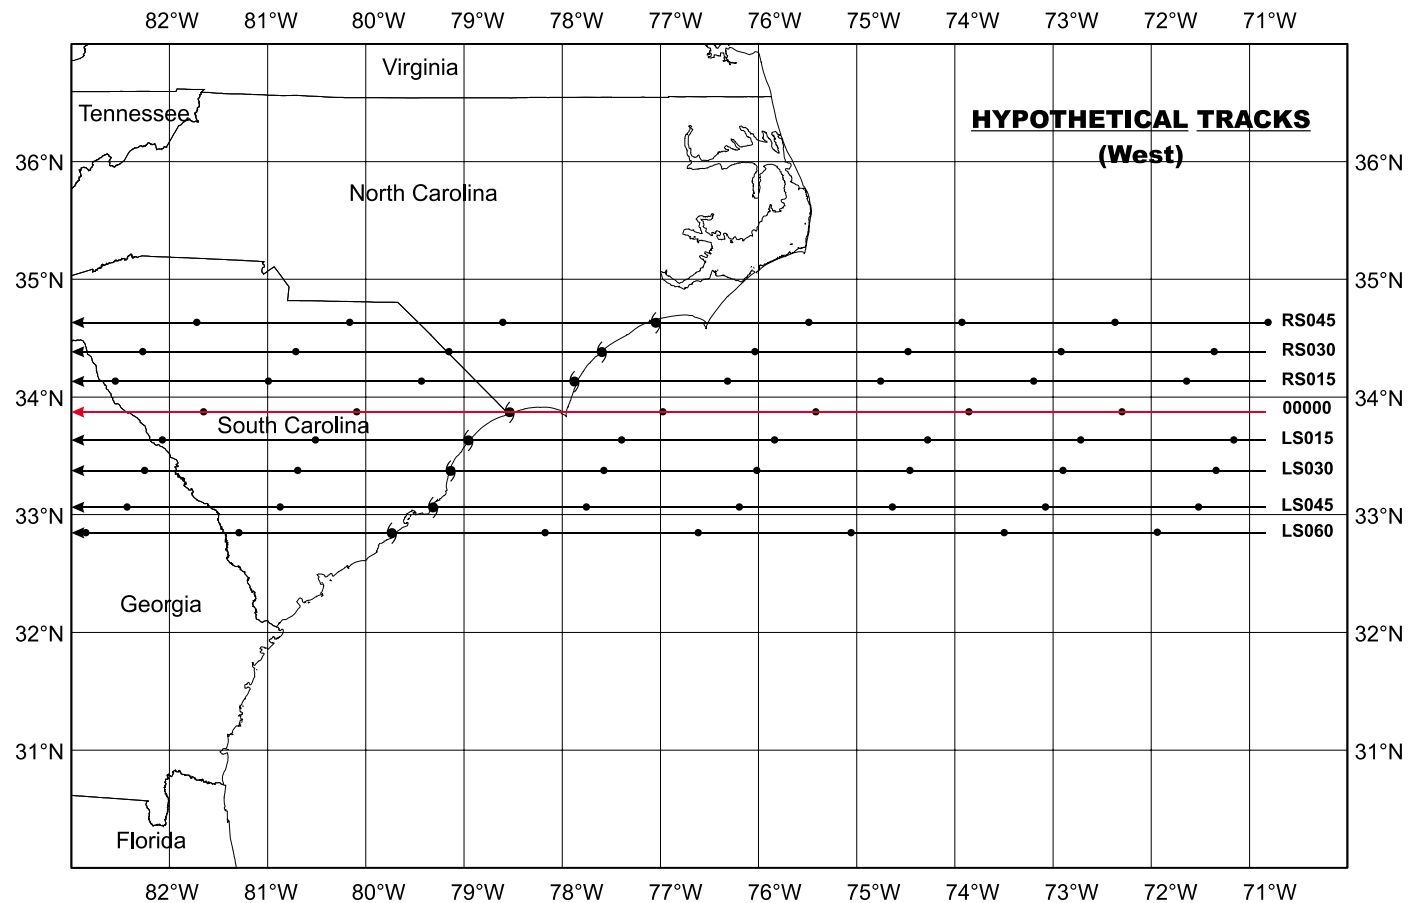 82°W 81°W 80°W 79°W 78°W 77°W 76°W 75°W 74°W 73°W 72°W 71°W
Virginia
Tennessee
HYPOTHETICAL TRACKS
(West)
36°N 36°N
North Carolina
35°N 35°N
RS045
RS030
RS015
34°N 34°N
00000
South Carolina
LS015
LS030
LS045
33°N 33°N
LS060
Georgia
32°N 32°N
31°N 31°N
Florida
82°W 81°W 80°W 79°W 78°W 77°W 76°W 75°W 74°W 73°W 72°W 71°W